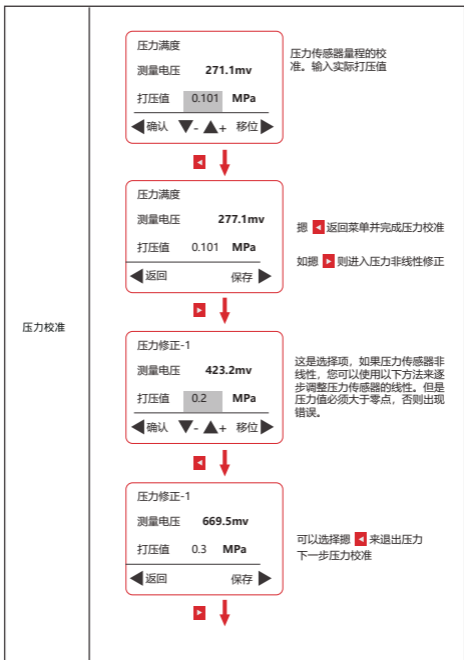 压力校准
压力满度
测量电压 271.1mv
打压值 0.101 MPa
◀确认 ▼- ▲+ 移位▶
压力传感器量程的校
准。输入实际打压值
压力满度
测量电压 277.1mv
打压值 0.101 MPa
◀返回 保存▶
摁 ◀ 返回菜单并完成压力校准
如摁 ▶ 则进入压力非线性修正
压力修正-1
测量电压 423.2mv
打压值 0.2 MPa
◀确认 ▼- ▲+ 移位▶
这是选择项，如果压力传感器非
线性，您可以使用以下方法来逐
步调整压力传感器的线性。但是
压力值必须大于零点，否则出现
错误。
压力修正-1
测量电压 669.5mv
打压值 0.3 MPa
◀返回 保存▶
可以选择摁 ◀ 来退出压力
下一步压力校准